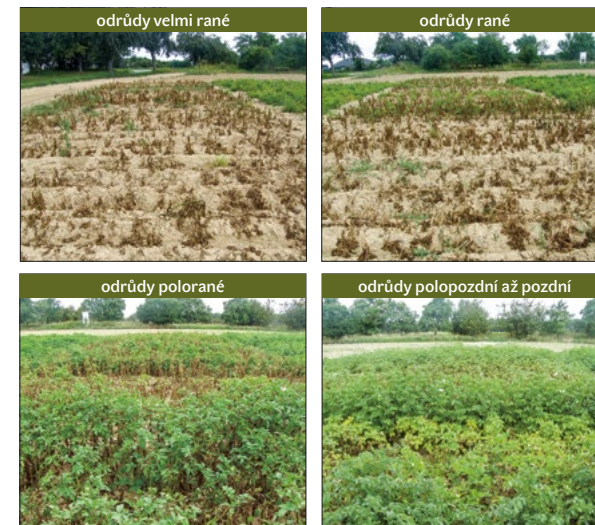 odrůdy velmi rané
odrůdy rané
odrůdy polorané
odrůdy polopozdní až pozdní